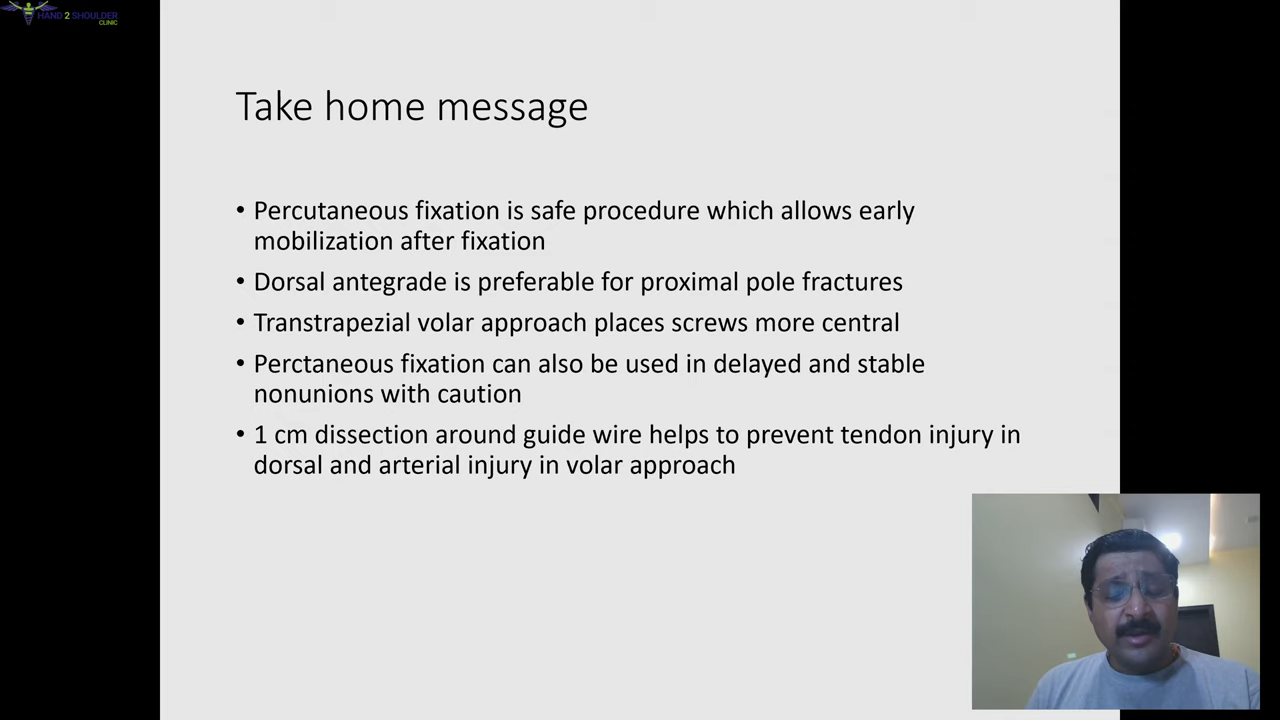 HAND 2 SHOULDER
CLINIC
Take home message
• Percutaneous fixation is safe procedure which allows early
mobilization after fixation
• Dorsal antegrade is preferable for proximal pole fractures
• Transtrapezial volar approach places screws more central
• Perctaneous fixation can also be used in delayed and stable
nonunions with caution
• 1 cm dissection around guide wire helps to prevent tendon injury in
dorsal and arterial injury in volar approach